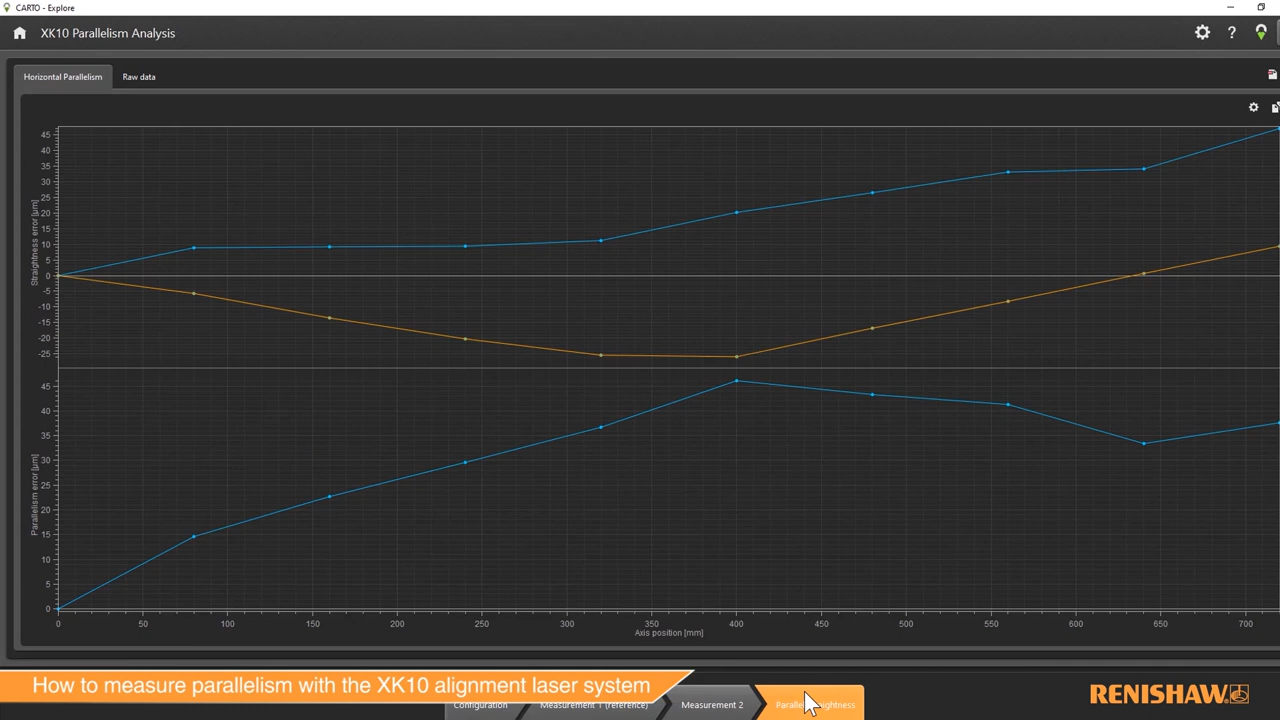 CARTO - Explore
XK10 Parallelism Analysis
Horizontal Parallelism
Raw data
45
40
35
30
25
20
15
10
5
0
-5
-10
-15
-20
-25
Straightness error [µm]
45
40
35
30
25
20
15
10
5
0
Parallelism error [µm]
0 50 100 150 200 250 300 350 400 450 500 550 600 650 700
Axis position [mm]
How to measure parallelism with the XK10 alignment laser system
Configuration
Measurement 1 (reference)
Measurement 2
RENISHAW